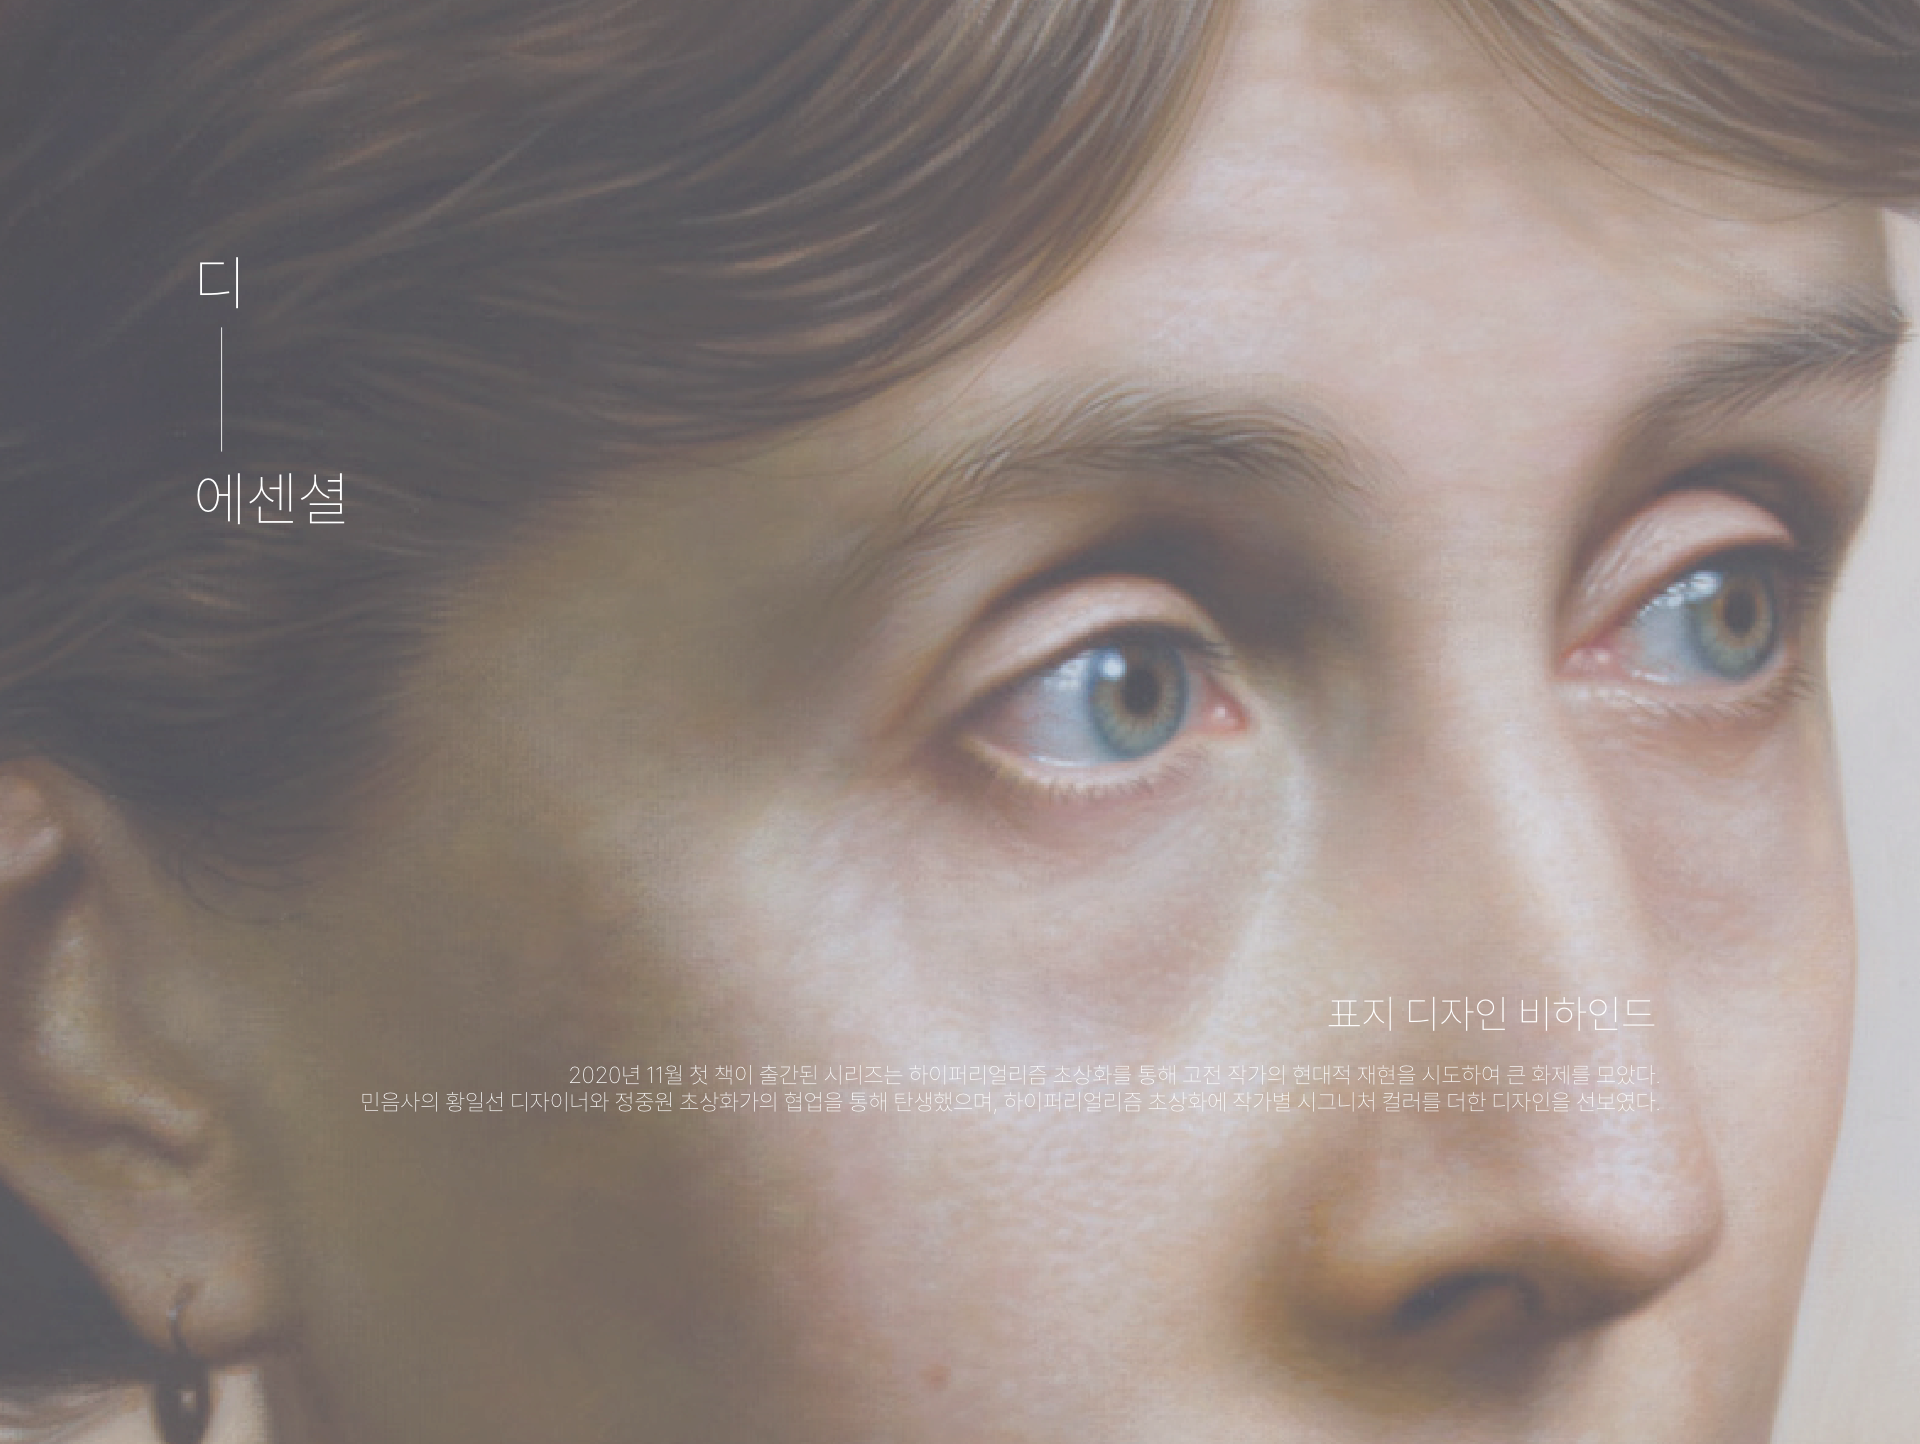 디
에센셜
표지 디자인 비하인드
2020년 11월 첫 책이 출간된 시리즈는 하이퍼리얼리즘 초상화를 통해 고전 작가의 현대적 재현을 시도하여 큰 화제를 모았다.
민음사의 황일선 디자이너와 정중원 초상화가의 협업을 통해 탄생했으며, 하이퍼리얼리즘 초상화에 작가별 시그니처 컬러를 더한 디자인을 선보였다.